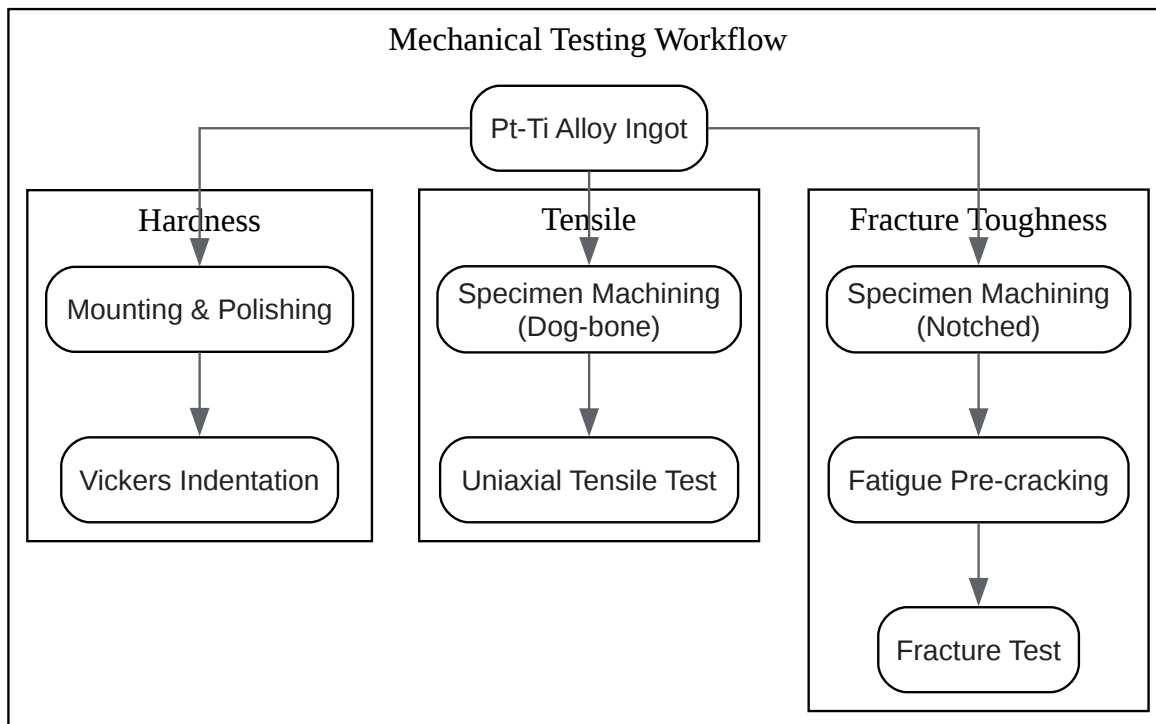 Mechanical Testing Workflow
Pt-Ti Alloy Ingot
Hardness
Mounting & Polishing
Vickers Indentation
Tensile
Specimen Machining
(Dog-bone)
Uniaxial Tensile Test
Fracture Toughness
Specimen Machining
(Notched)
Fatigue Pre-cracking
Fracture Test